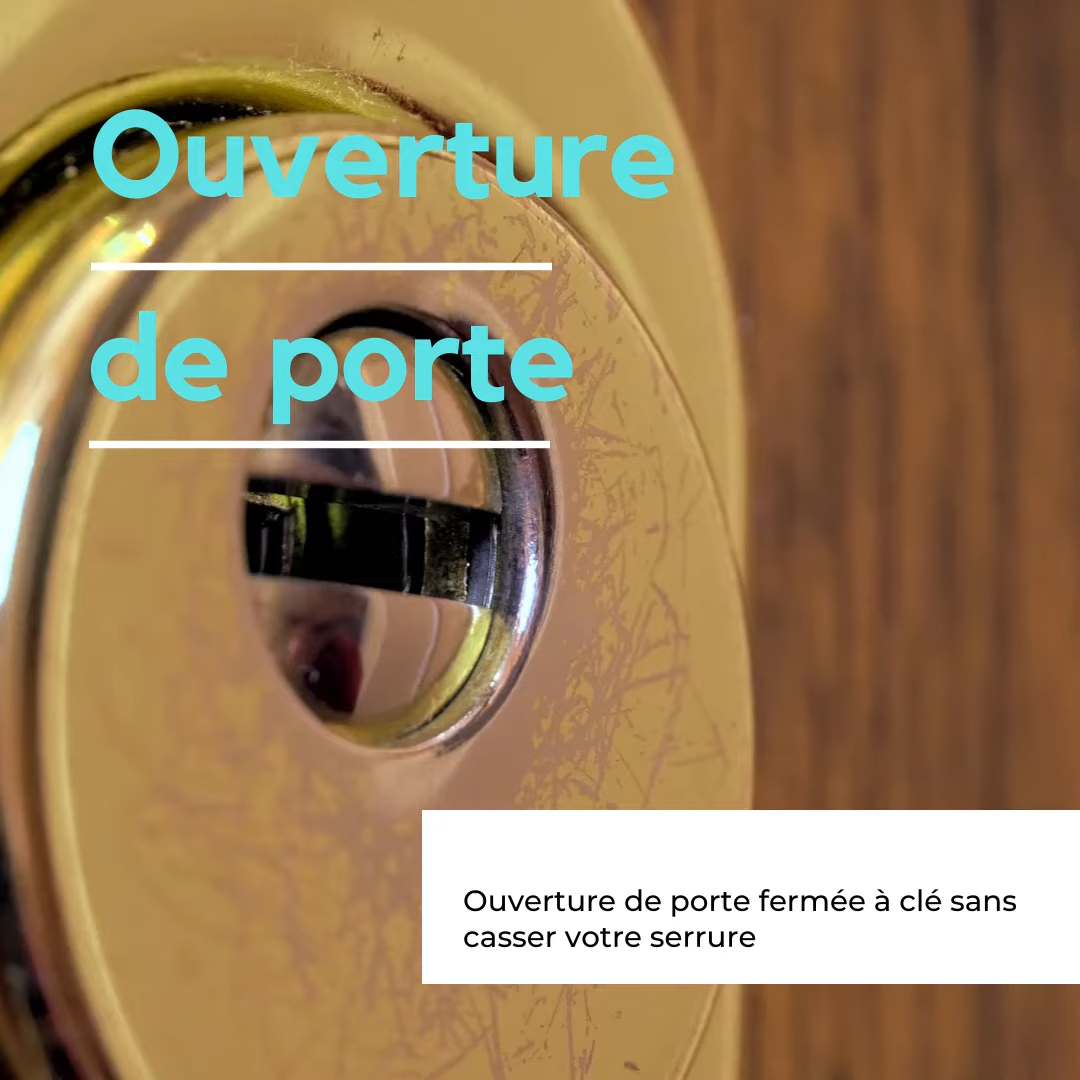 Ouverture
de porte
Ouverture de porte fermée à clé sans
casser votre serrure